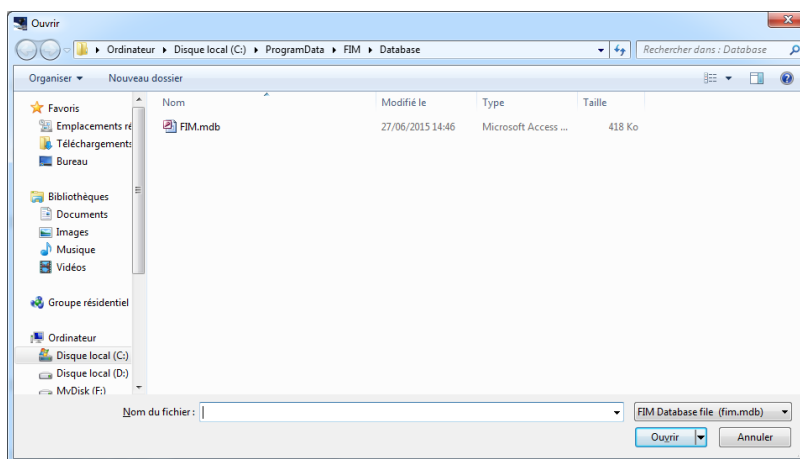 Ouvrir
Ordinateur Disque local (C:) ProgramData FIM Database
Rechercher dans : Database
Organiser Nouveau dossier
Nom Modifié le Type Taille
FIM.mdb 27/06/2015 14:46 Microsoft Access ... 418 Ko
Favoris
Emplacements ré
Téléchargements
Bureau
Bibliothèques
Documents
Images
Musique
Vidéos
Groupe résidentiel
Ordinateur
Disque local (C:)
Disque local (D:)
MyDisk (F:)
Nom du fichier :
FIM Database file (fim.mdb)
Ouvrir
Annuler